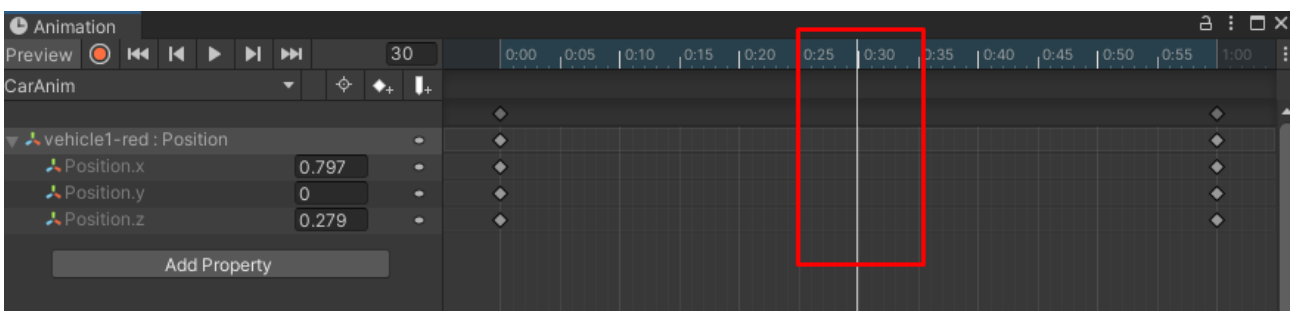 Animation
Preview 30 0:00 0:05 0:10 0:15 0:20 0:25 0:30 0:35 0:40 0:45 0:50 0:55 1:00
CarAnim
vehicle1-red : Position
Position.x 0.797
Position.y 0
Position.z 0.279
Add Property